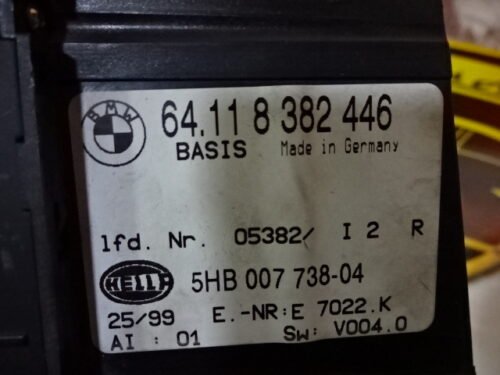 BMW
64.11 8 382 446
BASIS Made in Germany
lfd. Nr. 05382/ I 2 R
HELLA 5HB 007 738-04
25/99 E.-NR:E 7022.K
AI : 01 SW: V004.0